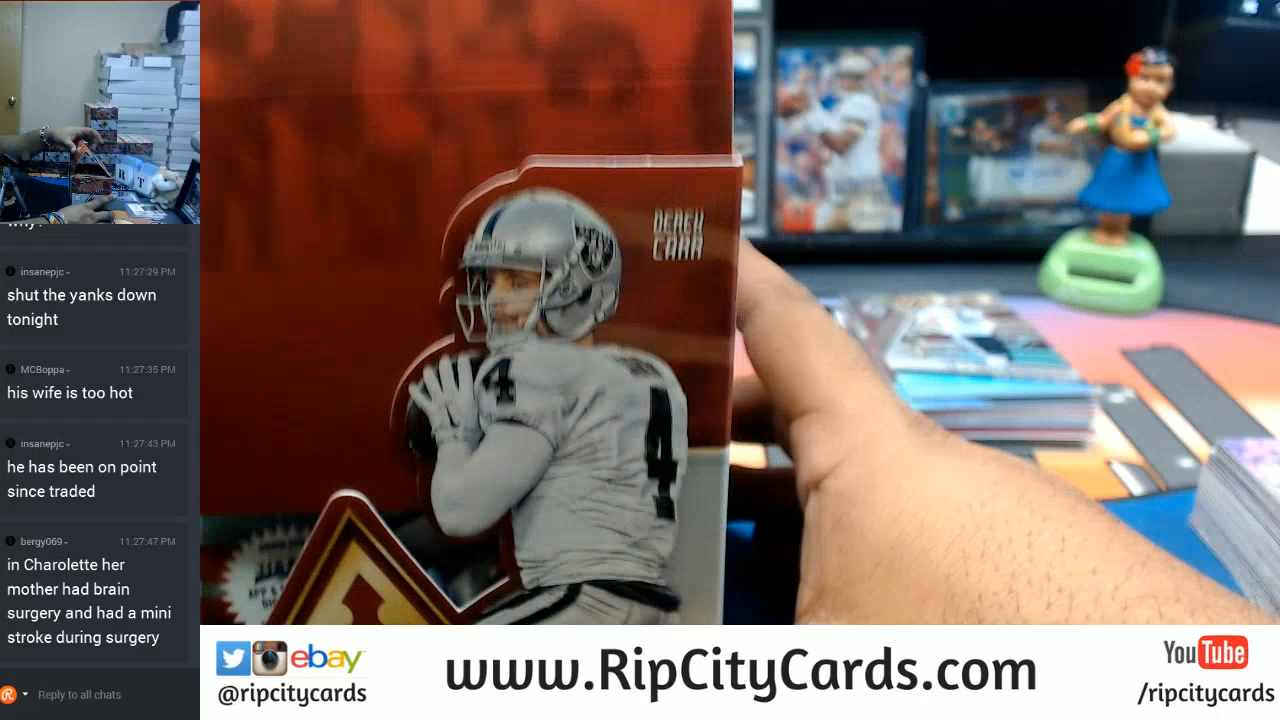 why?
insanepjc
11:27:29 PM
shut the yanks down
tonight
MCBoppa
11:27:35 PM
his wife is too hot
insanepjc
11:27:43 PM
he has been on point
since traded
bergy069
11:27:47 PM
in Charolette her
mother had brain
surgery and had a mini
stroke during surgery
Reply to all chats
DEREK
CARR
4
4
ebay
@ripcitycards
www.RipCityCards.com
YouTube
/ripcitycards